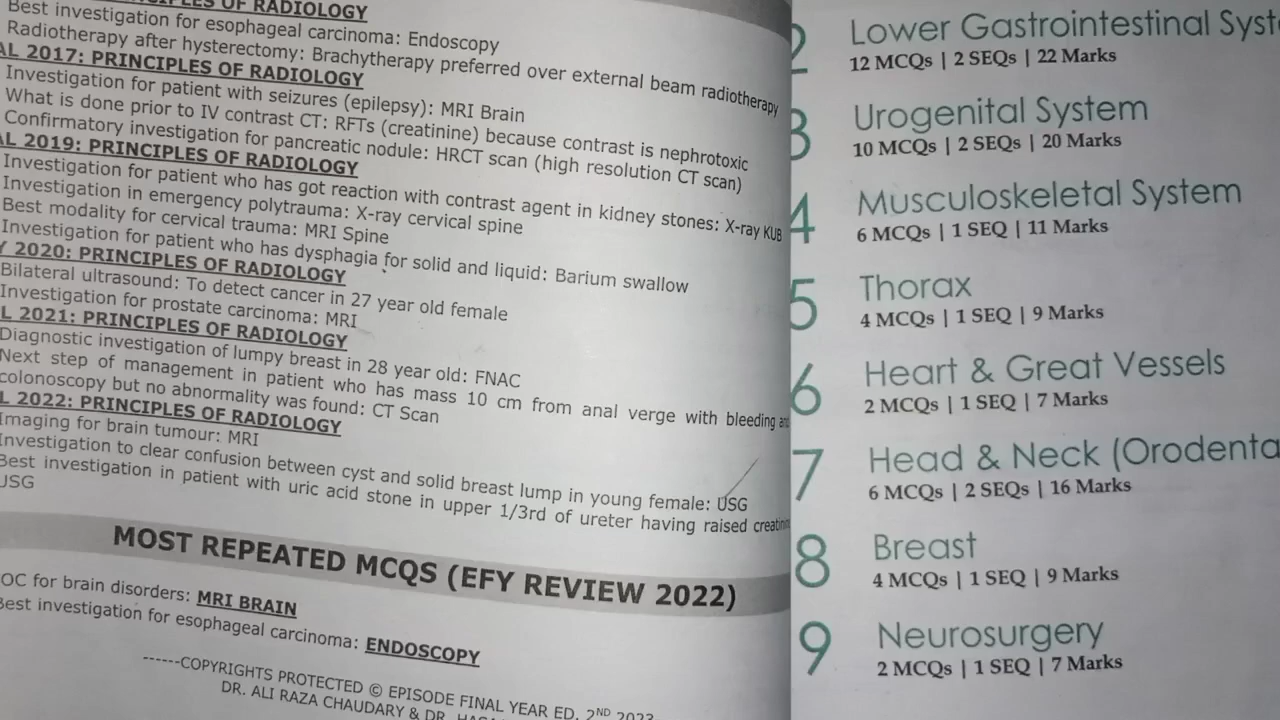 PLES OF RADIOLOGY
Best investigation for esophageal carcinoma: Endoscopy
Radiotherapy after hysterectomy: Brachytherapy preferred over external beam radiotherapy
AL 2017: PRINCIPLES OF RADIOLOGY
Investigation for patient with seizures (epilepsy): MRI Brain
What is done prior to IV contrast CT: RFTs (creatinine) because contrast is nephrotoxic
Confirmatory investigation for pancreatic nodule: HRCT scan (high resolution CT scan)
AL 2019: PRINCIPLES OF RADIOLOGY
Investigation for patient who has got reaction with contrast agent in kidney stones: X-ray KUB
Investigation in emergency polytrauma: X-ray cervical spine
Best modality for cervical trauma: MRI Spine
Investigation for patient who has dysphagia for solid and liquid: Barium swallow
Y 2020: PRINCIPLES OF RADIOLOGY
Bilateral ultrasound: To detect cancer in 27 year old female
Investigation for prostate carcinoma: MRI
L 2021: PRINCIPLES OF RADIOLOGY
Diagnostic investigation of lumpy breast in 28 year old: FNAC
Next step of management in patient who has mass 10 cm from anal verge with bleeding and
colonoscopy but no abnormality was found: CT Scan
L 2022: PRINCIPLES OF RADIOLOGY
Imaging for brain tumour: MRI
Investigation to clear confusion between cyst and solid breast lump in young female: USG
Best investigation in patient with uric acid stone in upper 1/3rd of ureter having raised
USG
MOST REPEATED MCQS (EFY REVIEW 2022)
OC for brain disorders: MRI BRAIN
Best investigation for esophageal carcinoma: ENDOSCOPY
------COPYRIGHTS PROTECTED © EPISODE FINAL YEAR ED. 2ND 2023
DR. ALI RAZA CHAUDARY & DR.
2 Lower Gastrointestinal Syst
12 MCQs | 2 SEQs | 22 Marks
3 Urogenital System
10 MCQs | 2 SEQs | 20 Marks
4 Musculoskeletal System
6 MCQs | 1 SEQ | 11 Marks
5 Thorax
4 MCQs | 1 SEQ | 9 Marks
6 Heart & Great Vessels
2 MCQs | 1 SEQ | 7 Marks
7 Head & Neck (Orodenta
6 MCQs | 2 SEQs | 16 Marks
8 Breast
4 MCQs | 1 SEQ | 9 Marks
9 Neurosurgery
2 MCQs | 1 SEQ | 7 Marks